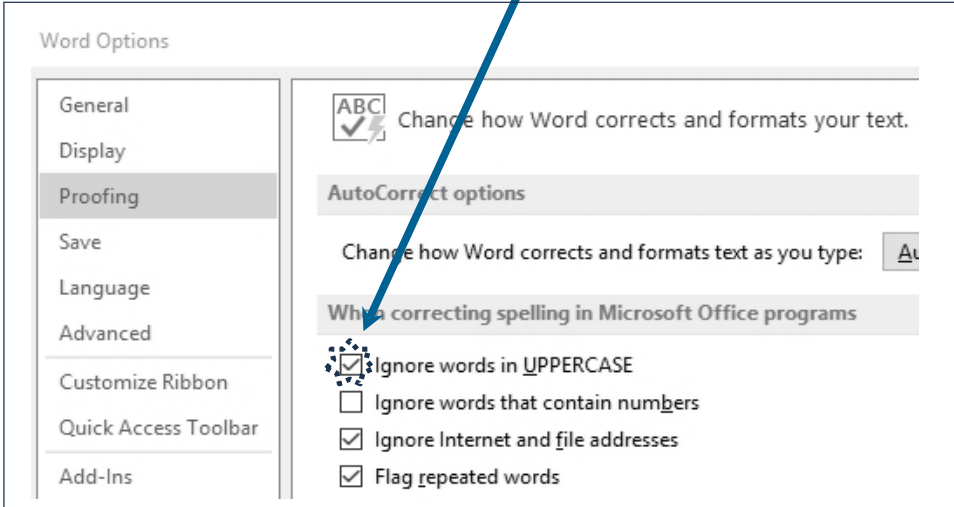 Word Options
General
Display
Proofing
Save
Language
Advanced
Customize Ribbon
Quick Access Toolbar
Add-Ins
ABC
Change how Word corrects and formats your text.
AutoCorrect options
Change how Word corrects and formats text as you type:
When correcting spelling in Microsoft Office programs
Ignore words in UPPERCASE
Ignore words that contain numbers
Ignore Internet and file addresses
Flag repeated words